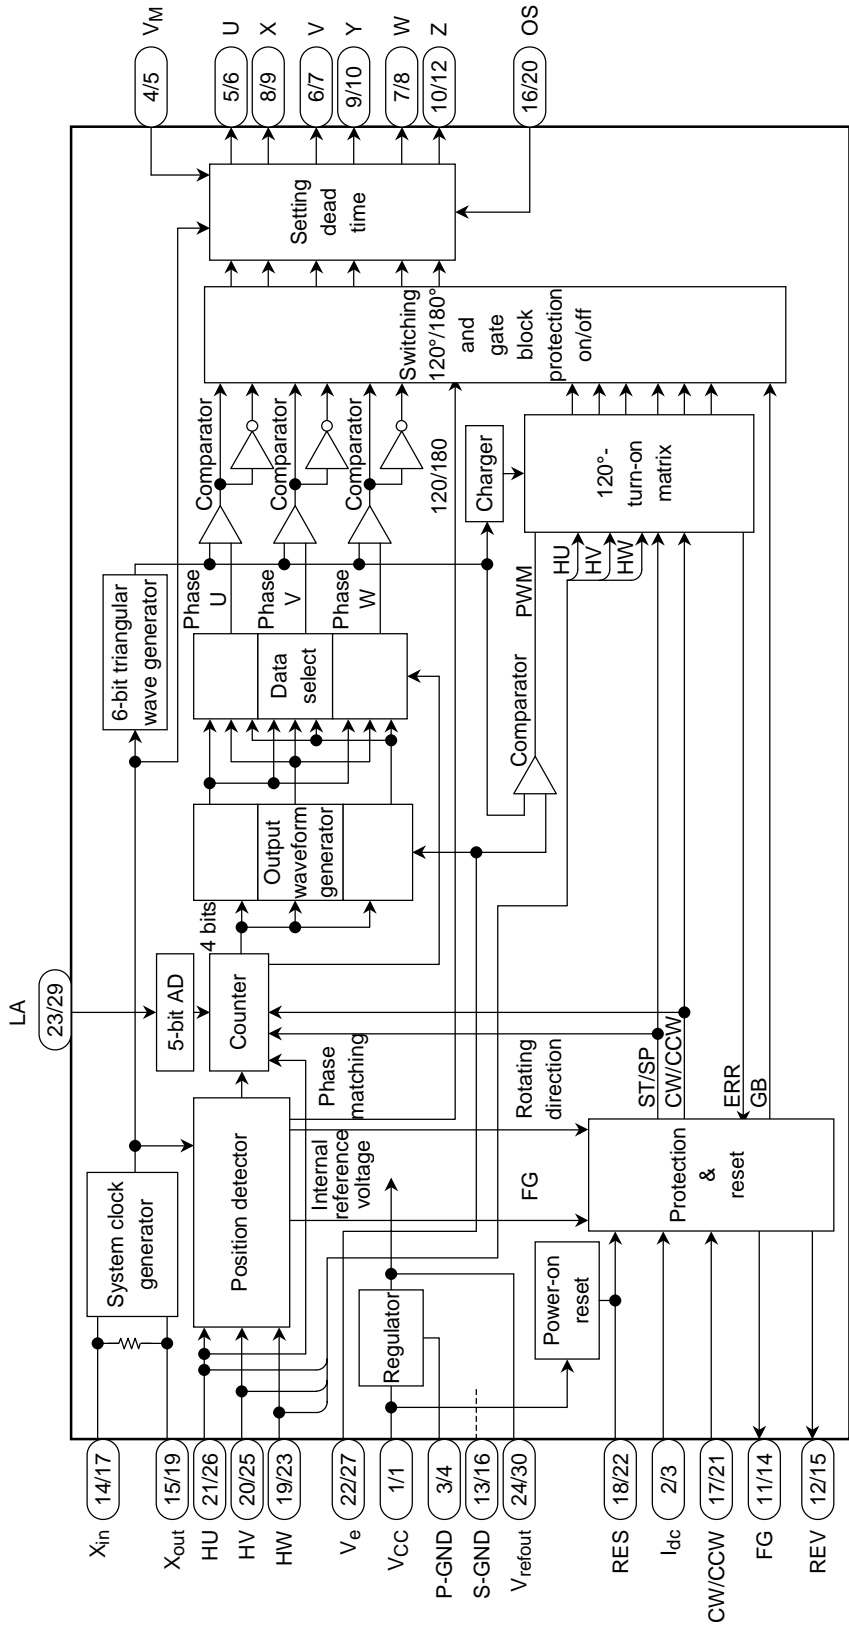 LA
23/29
VM
4/5
U
5/6
X
8/9
V
6/7
Y
9/10
W
7/8
Z
10/12
OS
16/20
Xin
14/17
Xout
15/19
HU
21/26
HV
20/25
HW
19/23
Ve
22/27
VCC
1/1
P-GND
3/4
S-GND
13/16
Vrefout
24/30
RES
18/22
Idc
2/3
CW/CCW
17/21
FG
11/14
REV
12/15
System clock
generator
Position detector
5-bit AD
Counter
4 bits
Phase
matching
Internal
reference
voltage
Regulator
Power-on
reset
FG
Rotating
direction
Protection
&
reset
ST/SP
CW/CCW
ERR
GB
Output
waveform
generator
6-bit triangular
wave generator
Data
select
Phase
U
Phase
V
Phase
W
Comparator
Comparator
Comparator
120/180
Comparator
PWM
HU
HV
HW
Charger
120°-
turn-on
matrix
Switching
120°/180°
and
gate
block
protection
on/off
Setting
dead
time